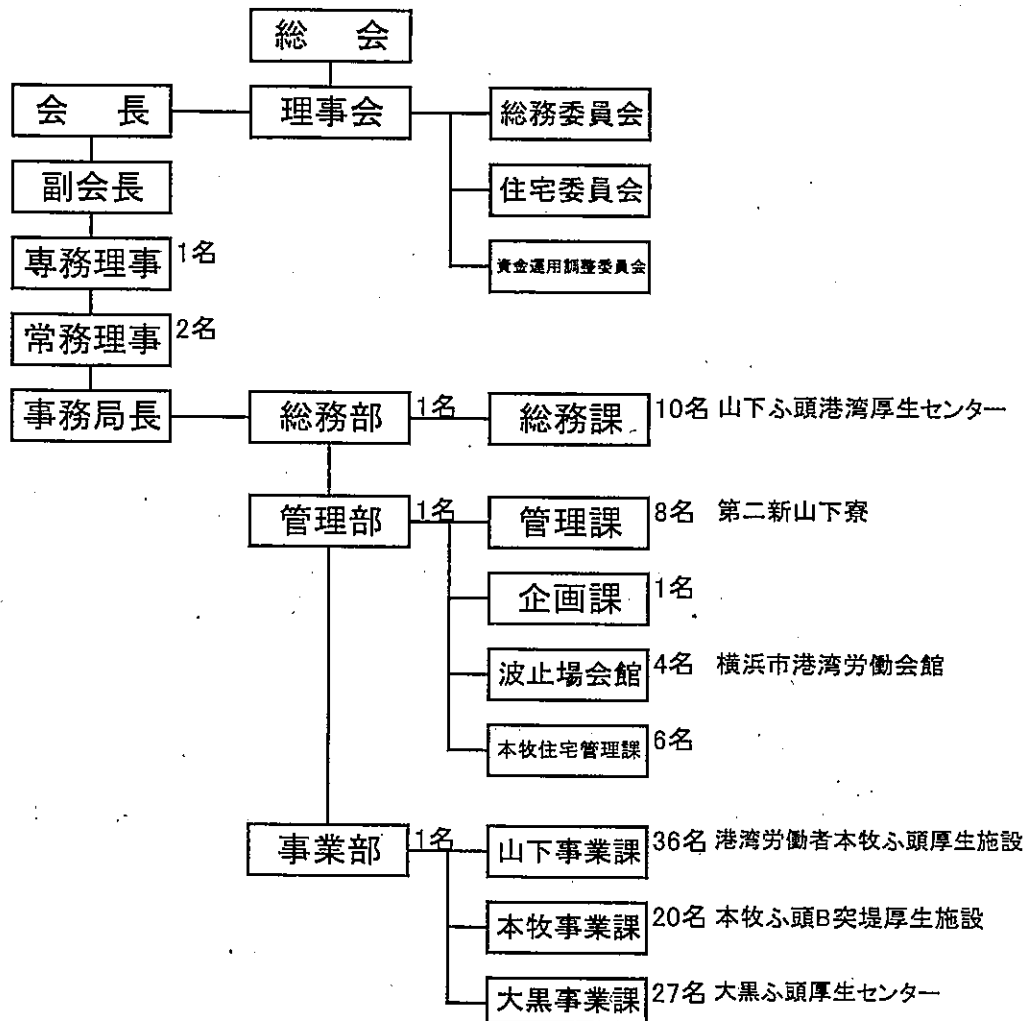 総　会
会　長
理事会
総務委員会
副会長
住宅委員会
専務理事 1名
資金運用調整委員会
常務理事 2名
事務局長
総務部 1名
総務課 10名 山下ふ頭港湾厚生センター
管理部 1名
管理課 8名 第二新山下寮
企画課 1名
波止場会館 4名 横浜市港湾労働会館
本牧住宅管理課 6名
事業部 1名
山下事業課 36名 港湾労働者本牧ふ頭厚生施設
本牧事業課 20名 本牧ふ頭B突堤厚生施設
大黒事業課 27名 大黒ふ頭厚生センター